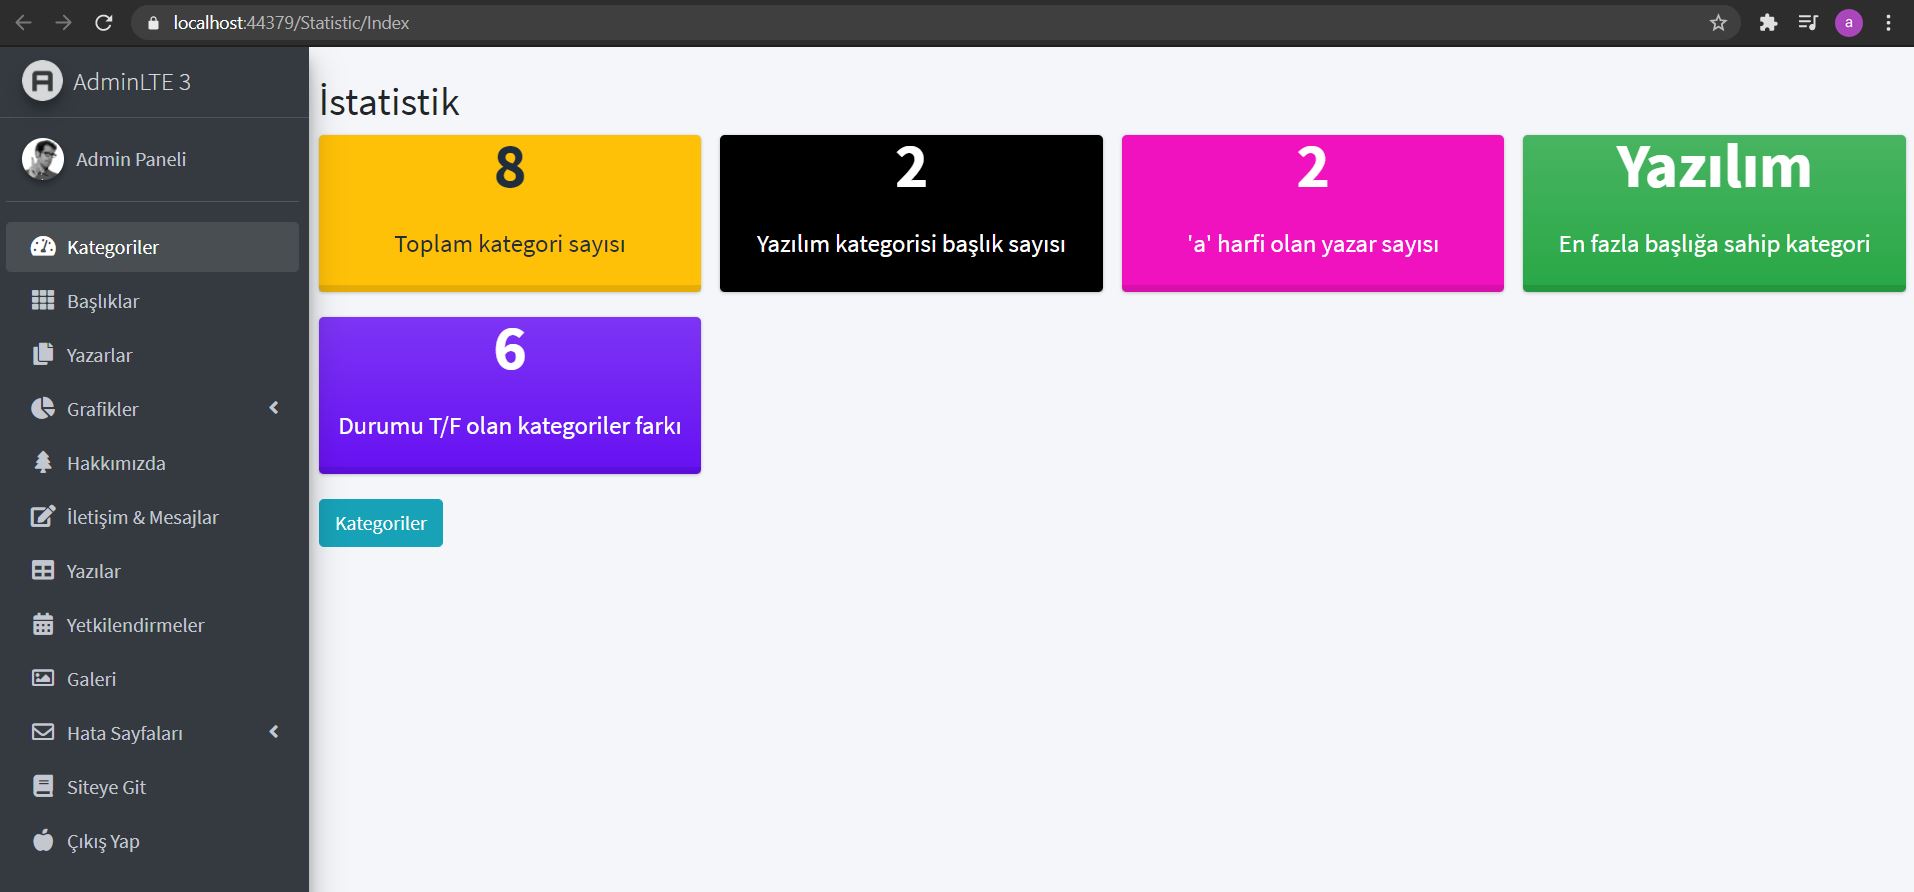 localhost:44379/Statistic/Index
a
AdminLTE 3
Admin Paneli
Kategoriler
Başlıklar
Yazarlar
Grafikler
Hakkımızda
İletişim & Mesajlar
Yazılar
Yetkilendirmeler
Galeri
Hata Sayfaları
Siteye Git
Çıkış Yap
İstatistik
8
Toplam kategori sayısı
2
Yazılım kategorisi başlık sayısı
2
'a' harfi olan yazar sayısı
Yazılım
En fazla başlığa sahip kategori
6
Durumu T/F olan kategoriler farkı
Kategoriler